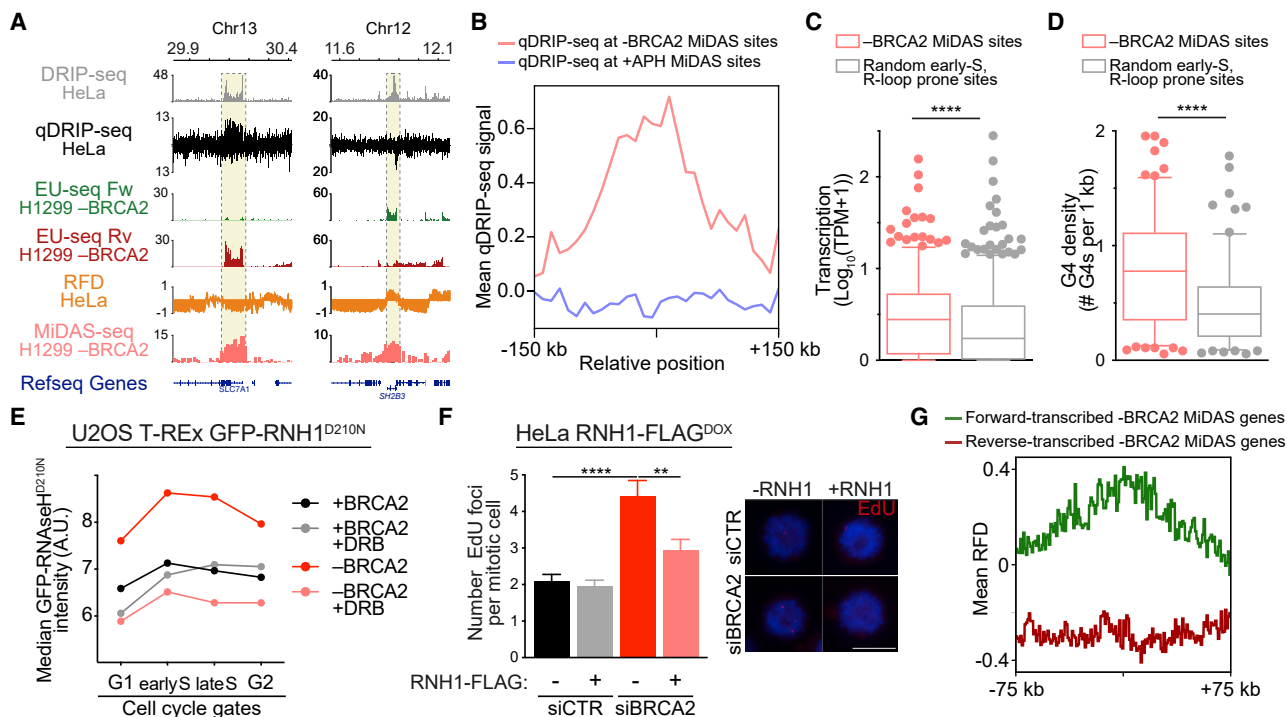 A
Chr13
Chr12
29.9
30.4
11.6
12.1
DRIP-seq
HeLa
48
40
qDRIP-seq
HeLa
13
13
20
20
EU-seq Fw
H1299 –BRCA2
30
60
EU-seq Rv
H1299 –BRCA2
30
60
RFD
HeLa
1
-1
1
-1
MiDAS-seq
H1299 –BRCA2
15
10
Refseq Genes
SLC7A1
SH2B3
B
qDRIP-seq at -BRCA2 MiDAS sites
qDRIP-seq at +APH MiDAS sites
Mean qDRIP-seq signal
0.6
0.4
0.2
0.0
-150 kb
+150 kb
Relative position
C
–BRCA2 MiDAS sites
Random early-S,
R-loop prone sites
****
Transcription
(Log10(TPM+1))
2
1
0
D
–BRCA2 MiDAS sites
Random early-S,
R-loop prone sites
****
G4 density
(# G4s per 1 kb)
2
1
0
E
U2OS T-REx GFP-RNH1D210N
Median GFP-RNAseHD210N
intensity (A.U.)
8
7
6
G1 earlyS lateS G2
Cell cycle gates
+BRCA2
+BRCA2
+DRB
–BRCA2
–BRCA2
+DRB
F
HeLa RNH1-FLAGDOX
Number EdU foci
per mitotic cell
5
4
3
2
1
0
****
**
RNH1-FLAG: - + - +
siCTR siBRCA2
-RNH1 +RNH1
EdU
siCTR
siBRCA2
G
Forward-transcribed -BRCA2 MiDAS genes
Reverse-transcribed -BRCA2 MiDAS genes
Mean RFD
0.4
0
-0.4
-75 kb
+75 kb